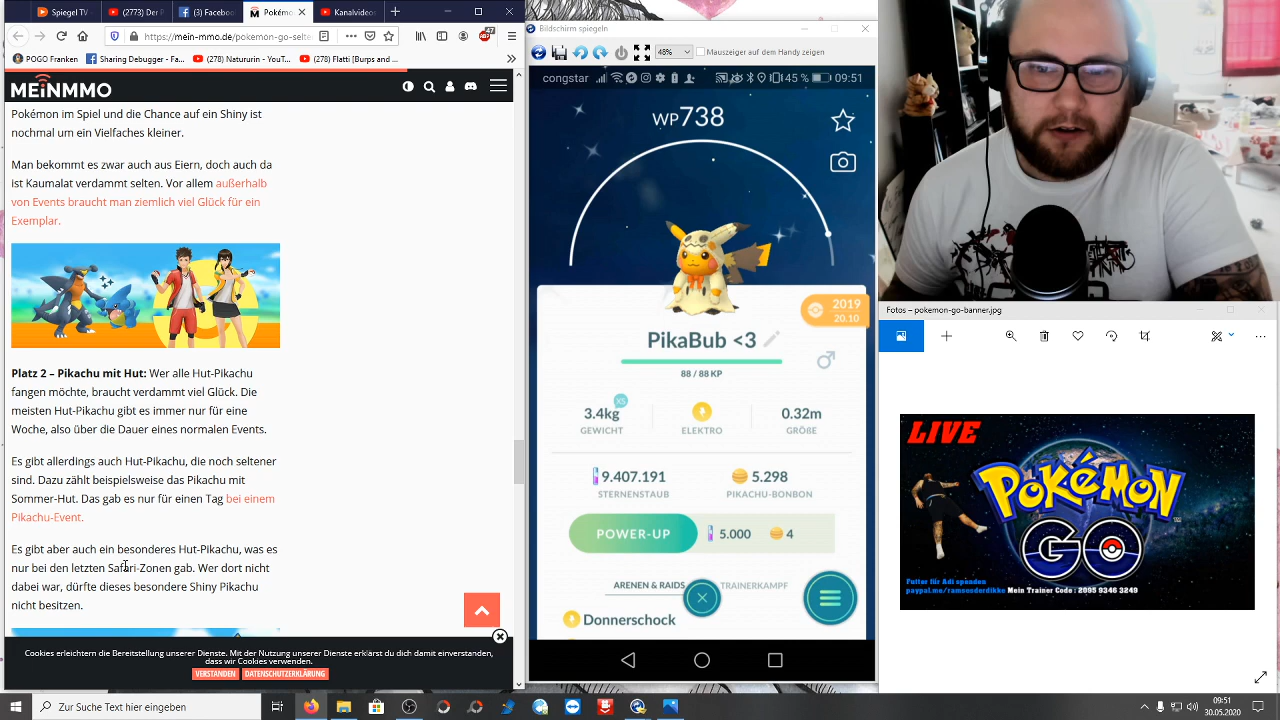 Spiegel TV
(2773) Der R
(3) Faceboo
Pokémo
Kanalvideos
https://mein-mmo.de/pokemon-go-selte
47
POGO Franken
Sharing Debugger - Fa...
(278) Natururin - YouT...
(278) Flatti [Burps and ...
MEiNMMO
Pokémon im Spiel und die Chance auf ein Shiny ist
nochmal um ein Vielfaches kleiner.
Man bekommt es zwar auch aus Eiern, doch auch da
ist Kaumalat verdammt selten. Vor allem außerhalb
von Events braucht man ziemlich viel Glück für ein
Exemplar.
Platz 2 – Pikachu mit Hut: Wer alle Hut-Pikachu
fangen möchte, braucht verdammt viel Glück. Die
meisten Hut-Pikachu gibt es immer nur für eine
Woche, also über die Dauer eines normalen Events.
Es gibt allerdings auch Hut-Pikachu, die noch seltener
sind. Dazu zählt beispielsweise das Pikachu mit
Sommer-Hut. Das gab es nur für einen Tag bei einem
Pikachu-Event.
Es gibt aber auch ein besonderes Hut-Pikachu, was es
nur bei den letzten Safari-Zonen gab. Wer dort nicht
dabei war, dürfte dieses besondere Shiny Pikachu
nicht besitzen.
Cookies erleichtern die Bereitstellung unserer Dienste. Mit der Nutzung unserer Dienste erklärst du dich damit einverstanden,
dass wir Cookies verwenden.
VERSTANDEN DATENSCHUTZERKLÄRUNG
Bildschirm spiegeln
48%
Mauszeiger auf dem Handy zeigen
congstar 45 % 09:51
WP738
2019
20.10
PikaBub <3
88 / 88 KP
XS
3.4kg
GEWICHT
ELEKTRO
0.32m
GRÖßE
9.407.191
STERNENSTAUB
5.298
PIKACHU-BONBON
POWER-UP
5.000
4
ARENEN & RAIDS
TRAINERKAMPF
Donnerschock
Fotos – pokemon-go-banner.jpg
LIVE
POKéMON
GO
Futter für Adi spenden
paypal.me/ramsonderdikke Mein Trainer Code : 2095 9346 3249
Zur Suche Text hier eingeben
09:51
30.05.2020